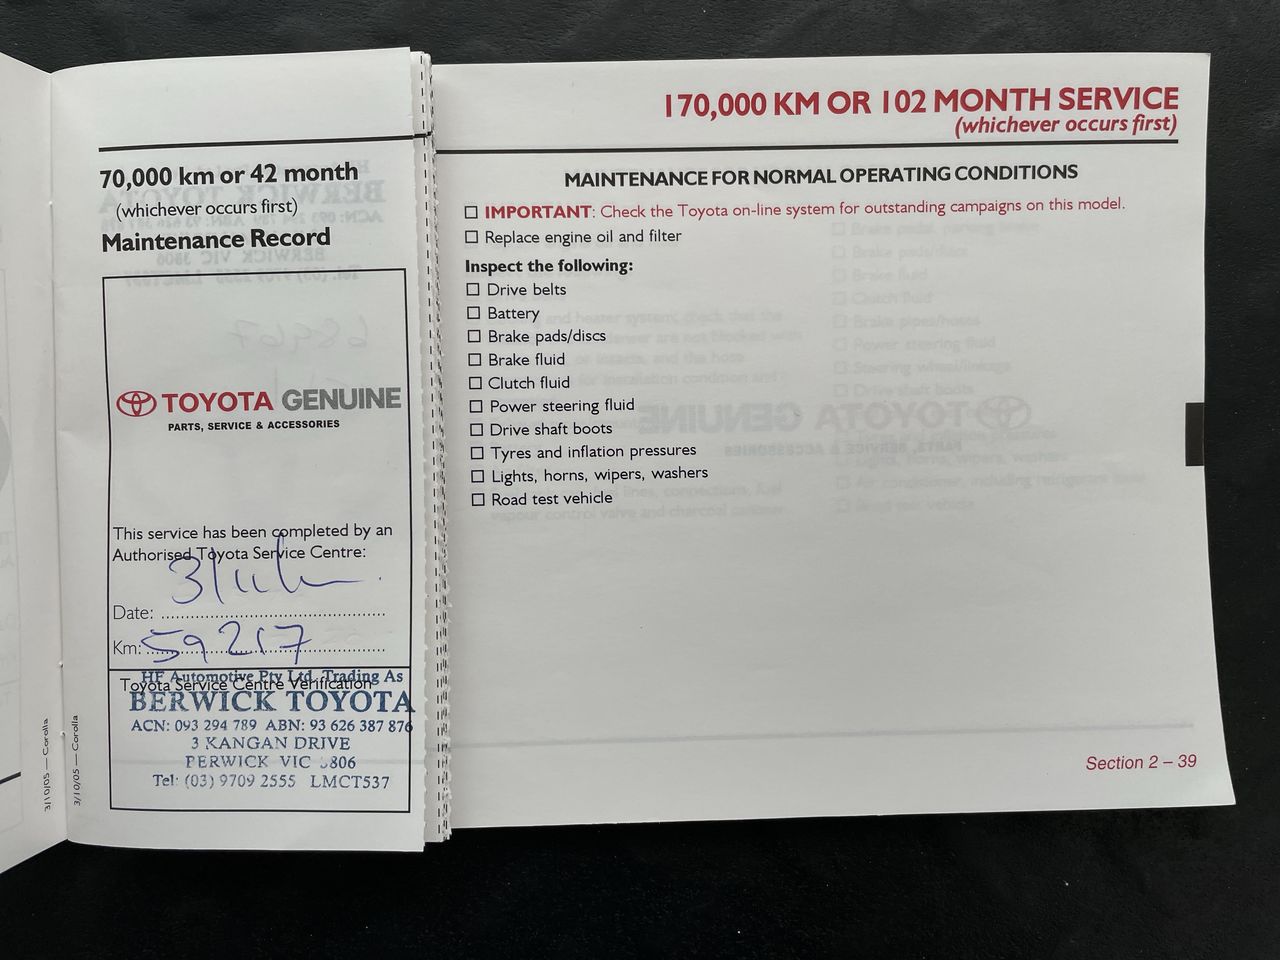 70,000 km or 42 month
(whichever occurs first)
Maintenance Record
TOYOTA GENUINE
PARTS, SERVICE & ACCESSORIES
This service has been completed by an
Authorised Toyota Service Centre:
Date:
Km: 59217
Toyota Service Centre Verification
HF Automotive Pty Ltd. Trading As
BERWICK TOYOTA
ACN: 093 294 789 ABN: 93 626 387 876
3 KANGAN DRIVE
BERWICK VIC 3806
Tel: (03) 9709 2555 LMCT537
3/10/05 — Corolla
3/10/05 — Corolla
170,000 KM OR 102 MONTH SERVICE
(whichever occurs first)
MAINTENANCE FOR NORMAL OPERATING CONDITIONS
IMPORTANT: Check the Toyota on-line system for outstanding campaigns on this model.
Replace engine oil and filter
Inspect the following:
Drive belts
Battery
Brake pads/discs
Brake fluid
Clutch fluid
Power steering fluid
Drive shaft boots
Tyres and inflation pressures
Lights, horns, wipers, washers
Road test vehicle
Section 2 – 39